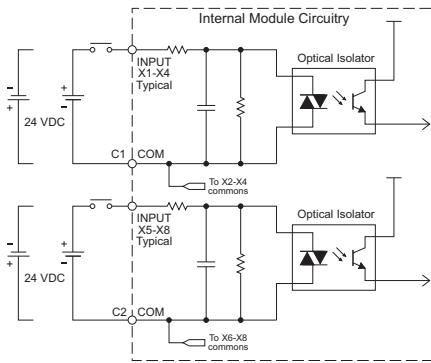 Internal Module Circuitry
INPUT
X1-X4
Typical
Optical Isolator
-
+
+
-
24 VDC
C1
COM
To X2-X4
commons
INPUT
X5-X8
Typical
Optical Isolator
-
+
+
-
24 VDC
C2
COM
To X6-X8
commons